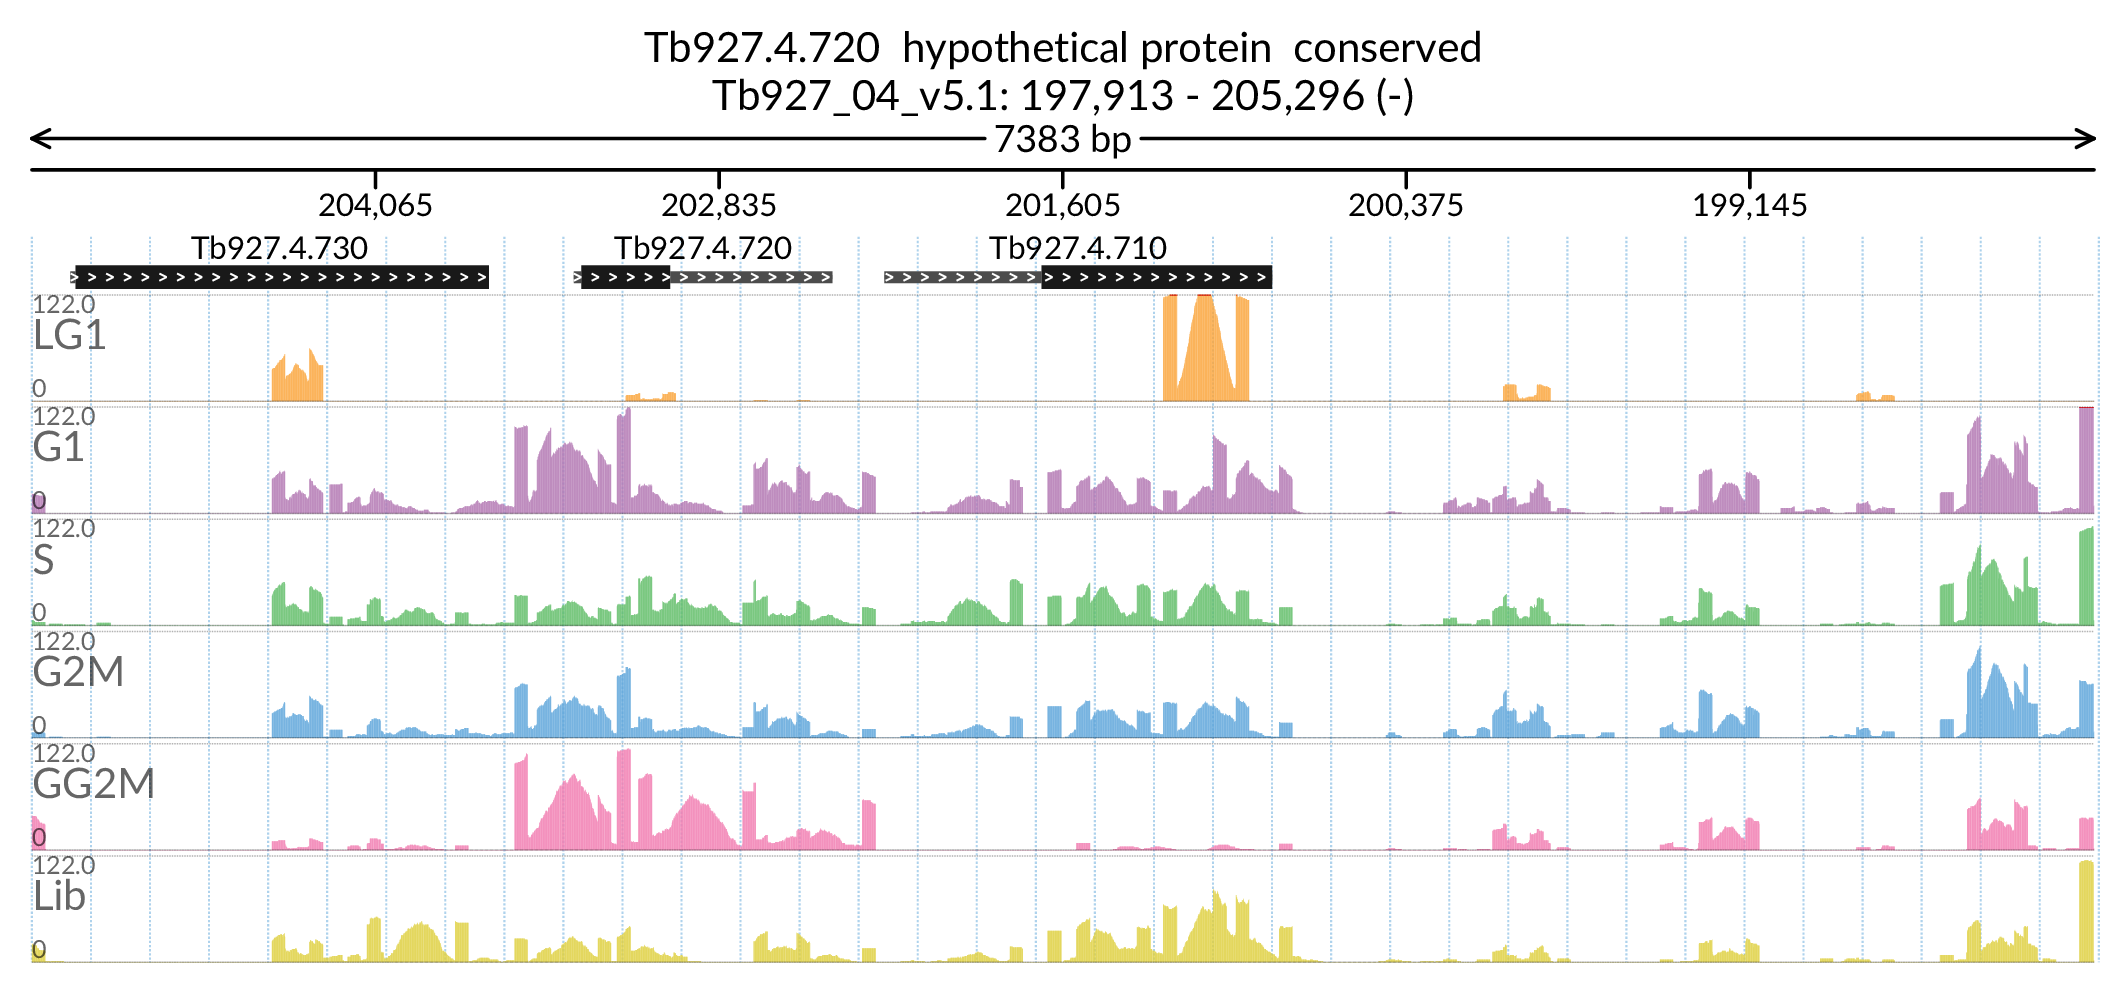 Tb927.4.720  hypothetical protein  conserved
Tb927_04_v5.1: 197,913 - 205,296 (-)
7383 bp
204,065 202,835 201,605 200,375 199,145
Tb927.4.730 Tb927.4.720 Tb927.4.710
122.0
LG1
0
122.0
G1
0
122.0
S
0
122.0
G2M
0
122.0
GG2M
0
122.0
Lib
0